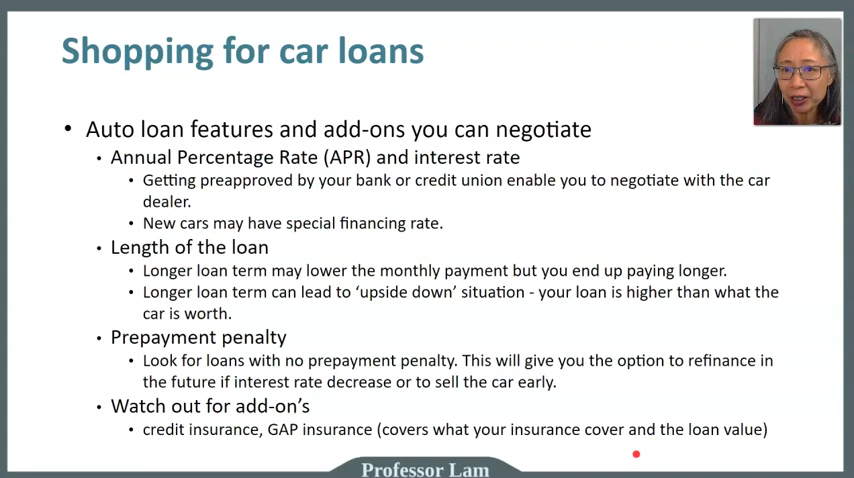 Shopping for car loans
• Auto loan features and add-ons you can negotiate
• Annual Percentage Rate (APR) and interest rate
• Getting preapproved by your bank or credit union enable you to negotiate with the car
dealer.
• New cars may have special financing rate.
• Length of the loan
• Longer loan term may lower the monthly payment but you end up paying longer.
• Longer loan term can lead to ‘upside down’ situation - your loan is higher than what the
car is worth.
• Prepayment penalty
• Look for loans with no prepayment penalty. This will give you the option to refinance in
the future if interest rate decrease or to sell the car early.
• Watch out for add-on’s
• credit insurance, GAP insurance (covers what your insurance cover and the loan value)
Professor Lam